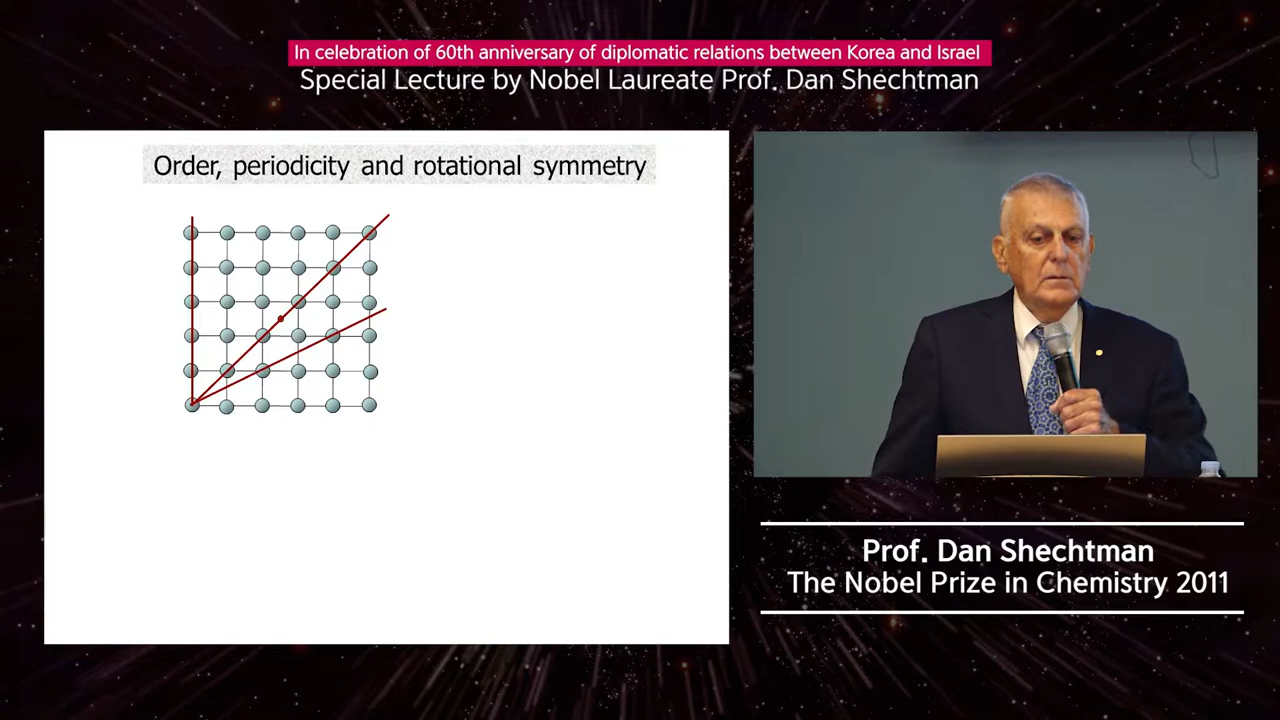 In celebration of 60th anniversary of diplomatic relations between Korea and Israel
Special Lecture by Nobel Laureate Prof. Dan Shechtman
Order, periodicity and rotational symmetry
Prof. Dan Shechtman
The Nobel Prize in Chemistry 2011